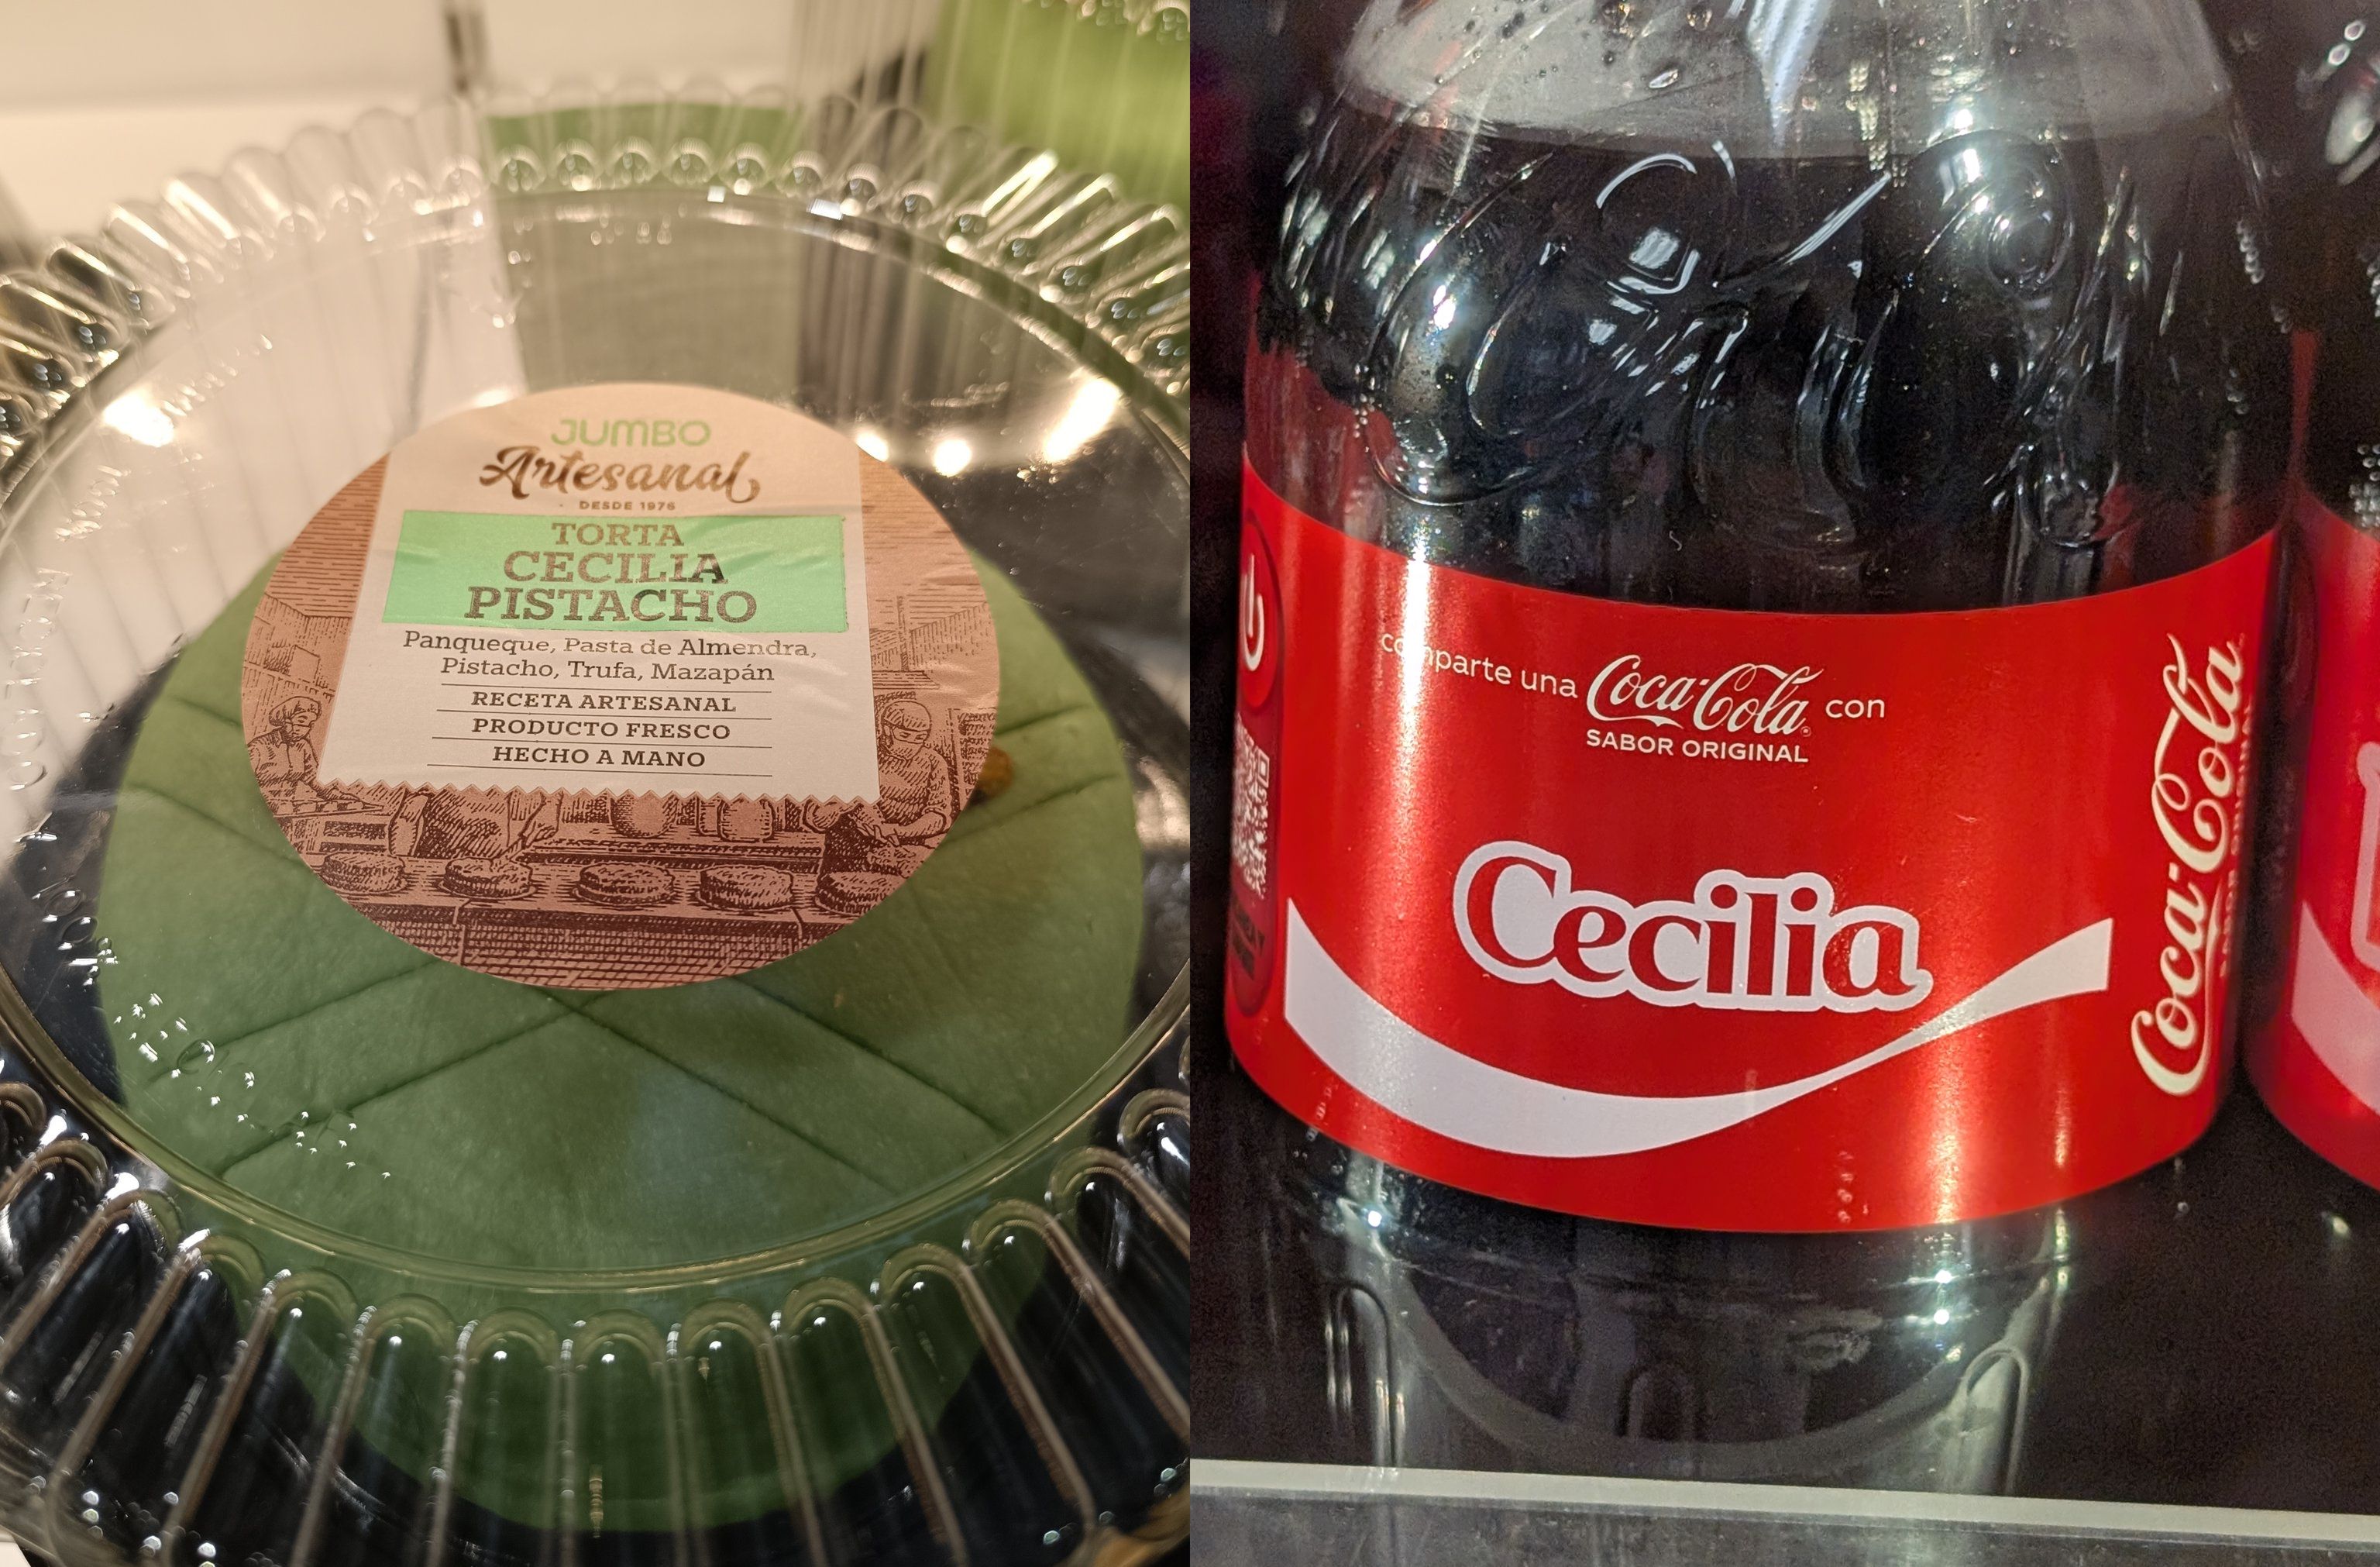 JUMBO
Artesanal
DESDE 1976
TORTA
CECILIA
PISTACHO
Panqueque, Pasta de Almendra,
Pistacho, Trufa, Mazapán
RECETA ARTESANAL
PRODUCTO FRESCO
HECHO A MANO
comparte una Coca-Cola con
SABOR ORIGINAL
Cecilia
Coca-Cola